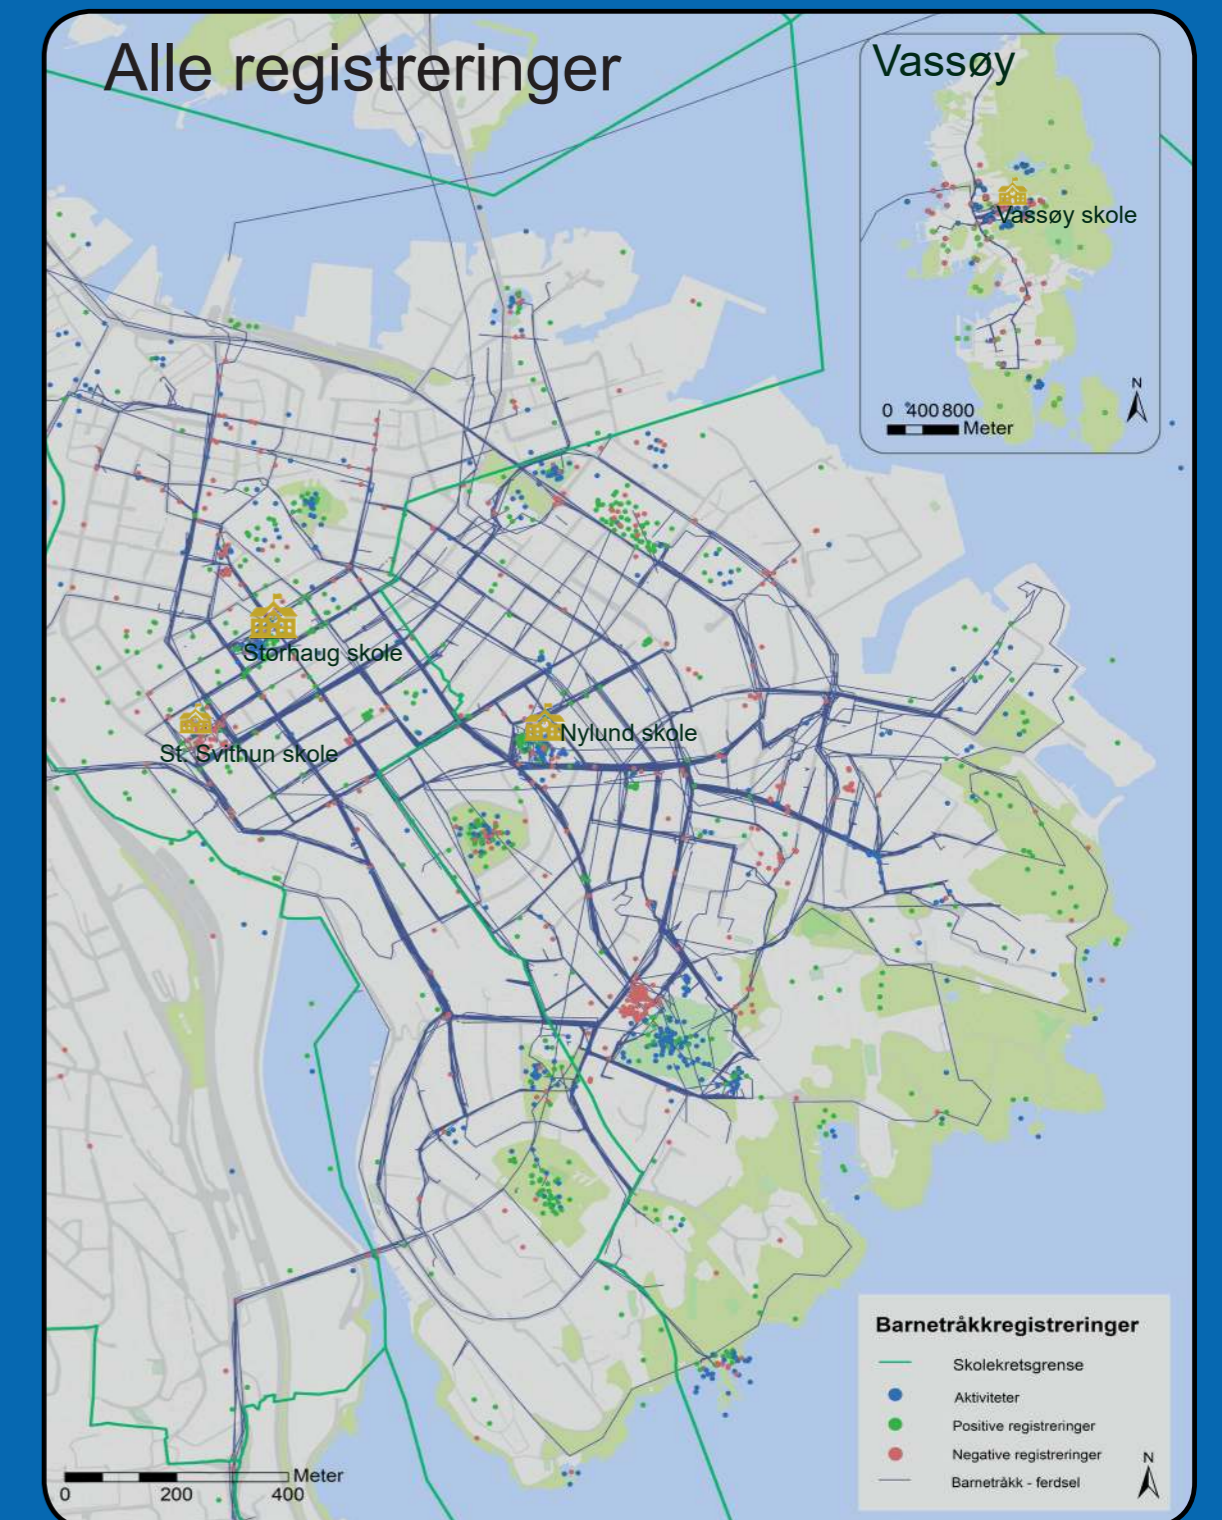 Alle registreringer
Vassøy
Vassøy skole
N
0 400 800
Meter
Storhaug skole
St. Svithun skole
Nylund skole
Barnetråkkregistreringer
Skolekretsgrense
Aktiviteter
Positive registreringer
Negative registreringer
Barnetråkk - ferdsel
N
Meter
0 200 400